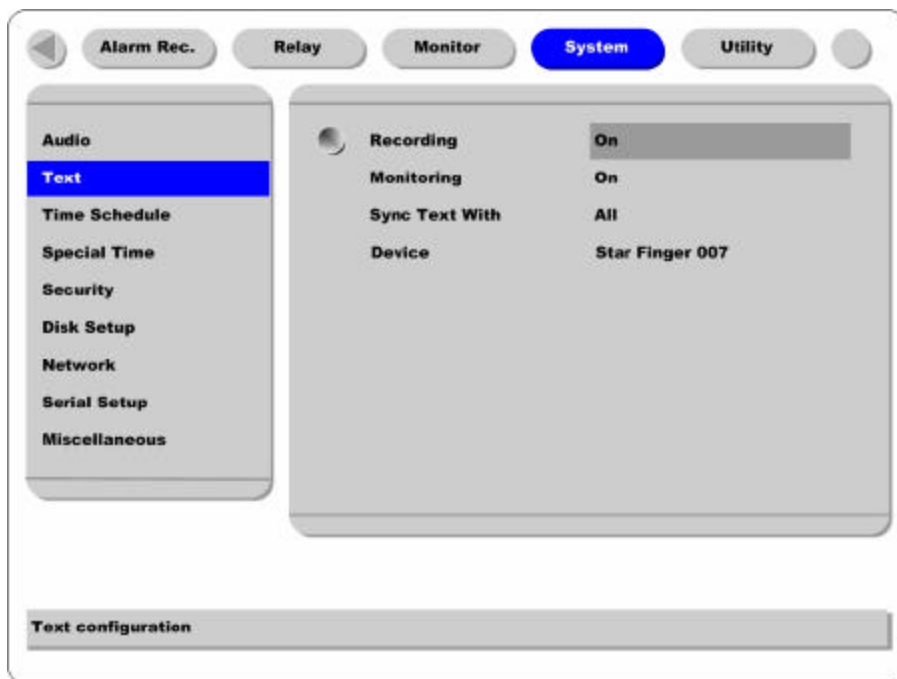 Alarm Rec. Relay Monitor System Utility
Audio
Text
Time Schedule
Special Time
Security
Disk Setup
Network
Serial Setup
Miscellaneous
Recording On
Monitoring On
Sync Text With All
Device Star Finger 007
Text configuration